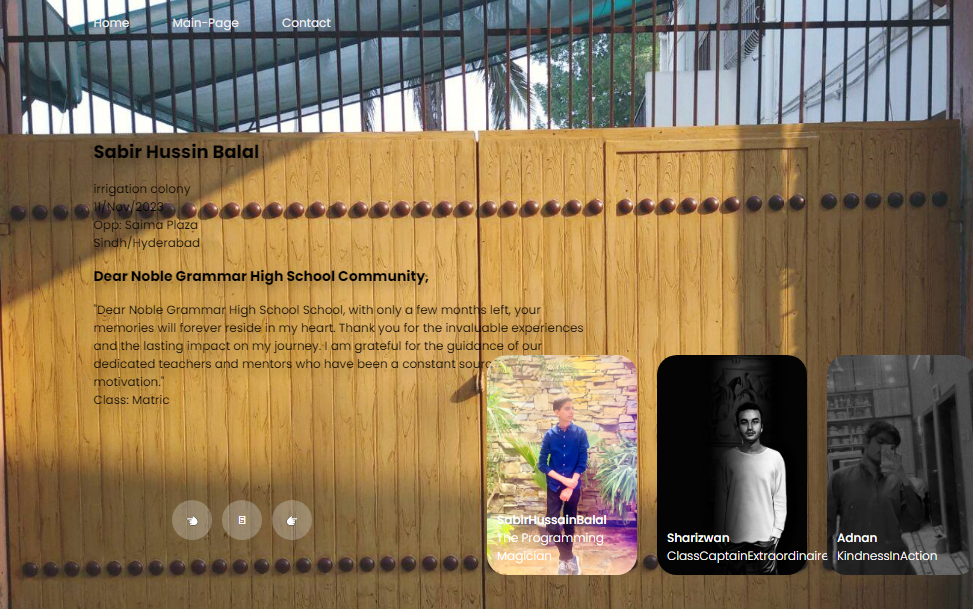 Home Main-Page Contact
Sabir Hussin Balal
irrigation colony
11/Nov/2023
Opp: Saima Plaza
Sindh/Hyderabad
Dear Noble Grammar High School Community,
"Dear Noble Grammar High School School, with only a few months left, your
memories will forever reside in my heart. Thank you for the invaluable experiences
and the lasting impact on my journey. I am grateful for the guidance of our
dedicated teachers and mentors who have been a constant
motivation."
Class: Matric
SabirHussainBalal
The Programming
Magician
Sharizwan
ClassCaptainExtraordinaire
Adnan
KindnessInAction